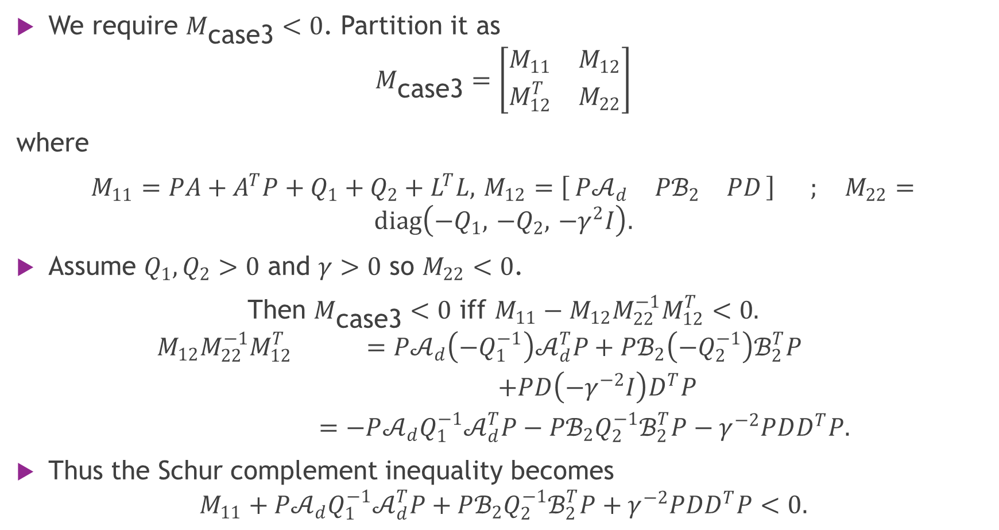 ▶ We require $M_{\text{case3}} < 0$. Partition it as
$M_{\text{case3}} = \begin{bmatrix} M_{11} & M_{12} \\ M_{12}^T & M_{22} \end{bmatrix}$
where
$M_{11} = PA + A^T P + Q_1 + Q_2 + L^T L, M_{12} = [\, P\mathcal{A}_d \quad P\mathcal{B}_2 \quad PD \,] \quad ; \quad M_{22} =$
$\text{diag}(-Q_1, -Q_2, -\gamma^2 I).$
▶ Assume $Q_1, Q_2 > 0$ and $\gamma > 0$ so $M_{22} < 0$.
Then $M_{\text{case3}} < 0$ iff $M_{11} - M_{12} M_{22}^{-1} M_{12}^T < 0.$
$M_{12} M_{22}^{-1} M_{12}^T \quad = P\mathcal{A}_d(-Q_1^{-1})\mathcal{A}_d^T P + P\mathcal{B}_2(-Q_2^{-1})\mathcal{B}_2^T P$
$+PD(-\gamma^{-2} I)D^T P$
$= -P\mathcal{A}_d Q_1^{-1} \mathcal{A}_d^T P - P\mathcal{B}_2 Q_2^{-1} \mathcal{B}_2^T P - \gamma^{-2} PDD^T P.$
▶ Thus the Schur complement inequality becomes
$M_{11} + P\mathcal{A}_d Q_1^{-1} \mathcal{A}_d^T P + P\mathcal{B}_2 Q_2^{-1} \mathcal{B}_2^T P + \gamma^{-2} PDD^T P < 0.$